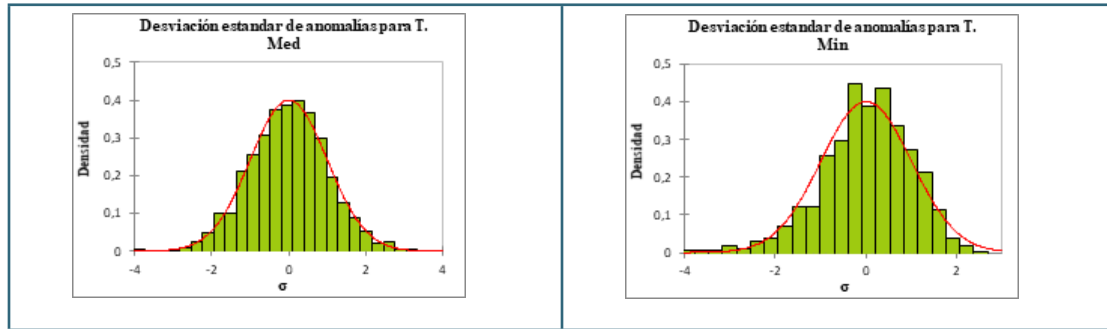 Desviación estandar de anomalías para T.
Med
0,5
0,4
0,3
0,2
0,1
0
Densidad
-4
-2
0
2
4
σ
Desviación estandar de anomalías para T.
Min
0,5
0,4
0,3
0,2
0,1
0
Densidad
-4
-2
0
2
σ